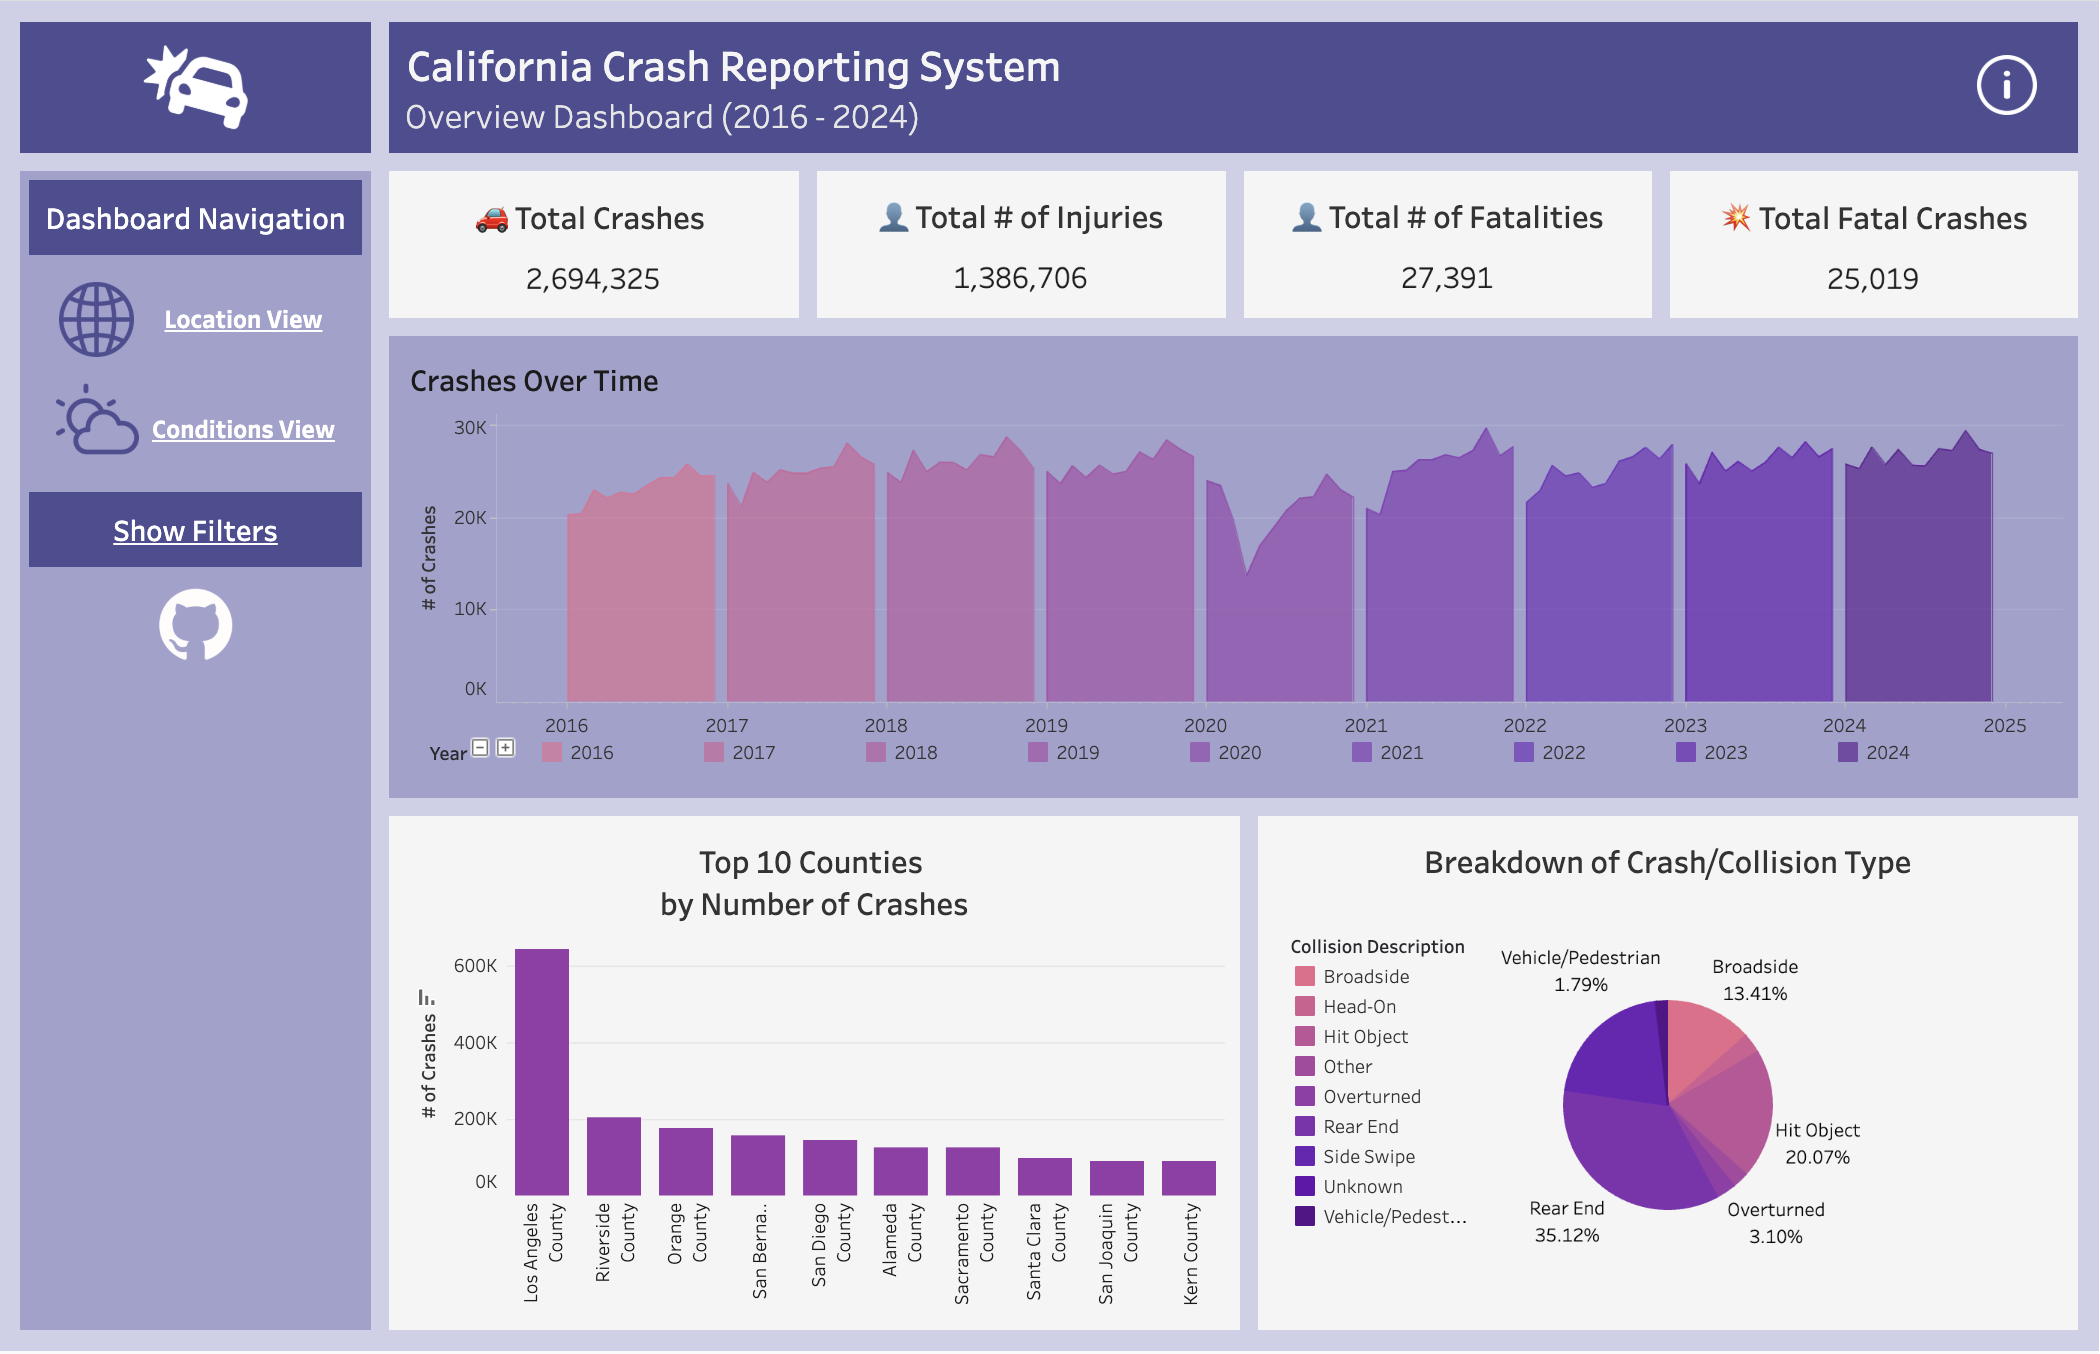 California Crash Reporting System
Overview Dashboard (2016 - 2024)
i
Dashboard Navigation
Location View
Conditions View
Show Filters
Total Crashes
2,694,325
Total # of Injuries
1,386,706
Total # of Fatalities
27,391
Total Fatal Crashes
25,019
Crashes Over Time
# of Crashes
30K
20K
10K
0K
2016 2017 2018 2019 2020 2021 2022 2023 2024 2025
Year 2016 2017 2018 2019 2020 2021 2022 2023 2024
Top 10 Counties
by Number of Crashes
# of Crashes
600K
400K
200K
0K
Los Angeles County
Riverside County
Orange County
San Berna..
San Diego County
Alameda County
Sacramento County
Santa Clara County
San Joaquin County
Kern County
Breakdown of Crash/Collision Type
Collision Description
Broadside
Head-On
Hit Object
Other
Overturned
Rear End
Side Swipe
Unknown
Vehicle/Pedest...
Vehicle/Pedestrian
1.79%
Broadside
13.41%
Hit Object
20.07%
Overturned
3.10%
Rear End
35.12%